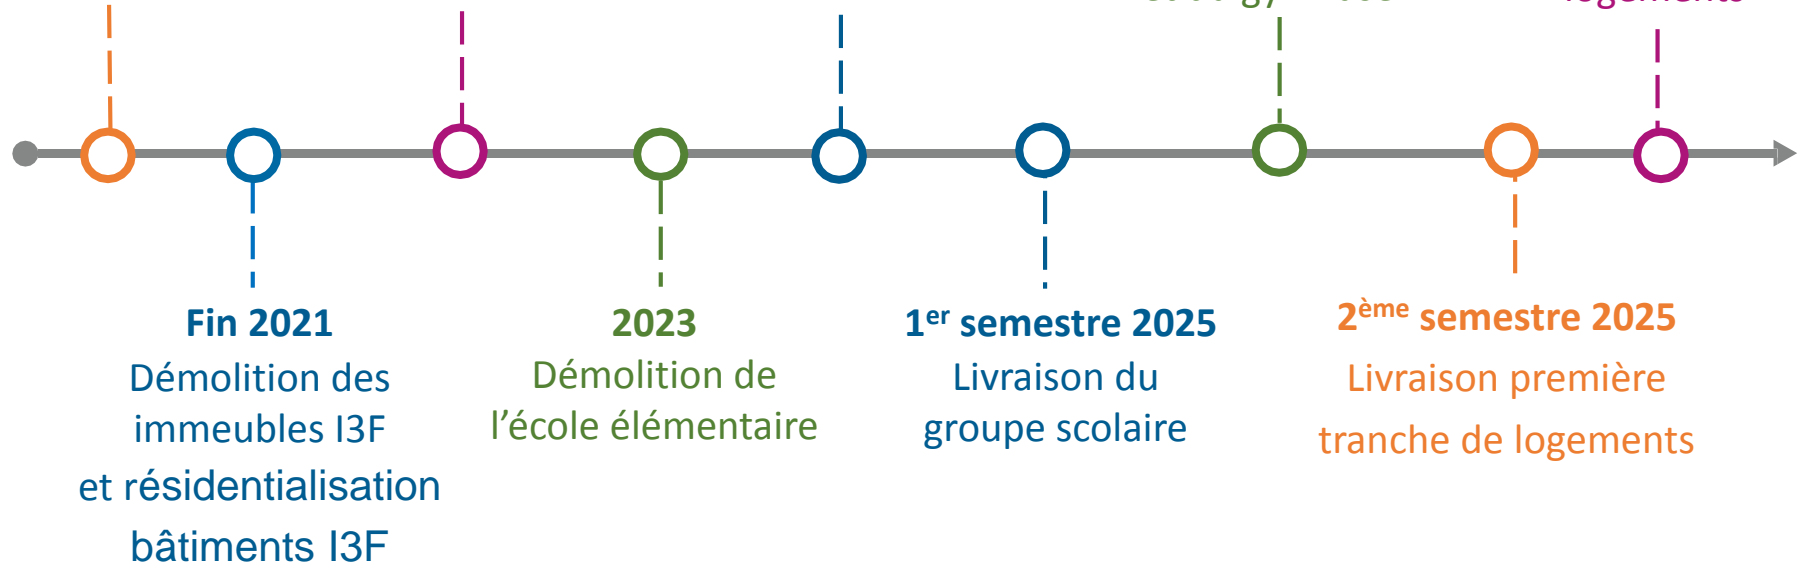 logements
Fin 2021
Démolition des
immeubles I3F
et résidentialisation
bâtiments I3F
2023
Démolition de
l’école élémentaire
1er semestre 2025
Livraison du
groupe scolaire
2ème semestre 2025
Livraison première
tranche de logements